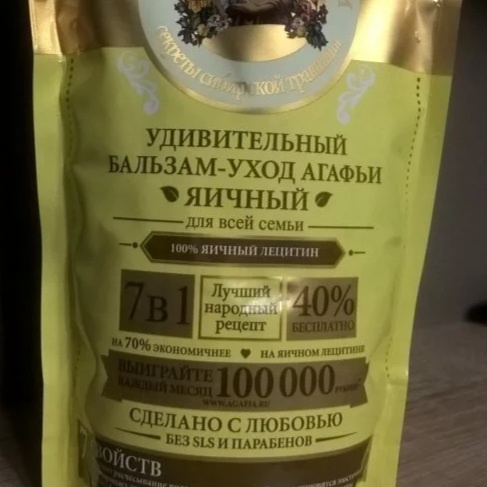 секреты сибирской травницы
УДИВИТЕЛЬНЫЙ
БАЛЬЗАМ-УХОД АГАФЬИ
ЯИЧНЫЙ
для всей семьи
100% ЯИЧНЫЙ ЛЕЦИТИН
7 в 1
Лучший
народный
рецепт
40%
БЕСПЛАТНО
НА 70% ЭКОНОМИЧНЕЕ НА ЯИЧНОМ ЛЕЦИТИНЕ
ВЫИГРАЙТЕ
КАЖДЫЙ МЕСЯЦ
100 000 РУБЛЕЙ
WWW.AGAFIA.RU
СДЕЛАНО С ЛЮБОВЬЮ
БЕЗ SLS И ПАРАБЕНОВ
7 СВОЙСТВ